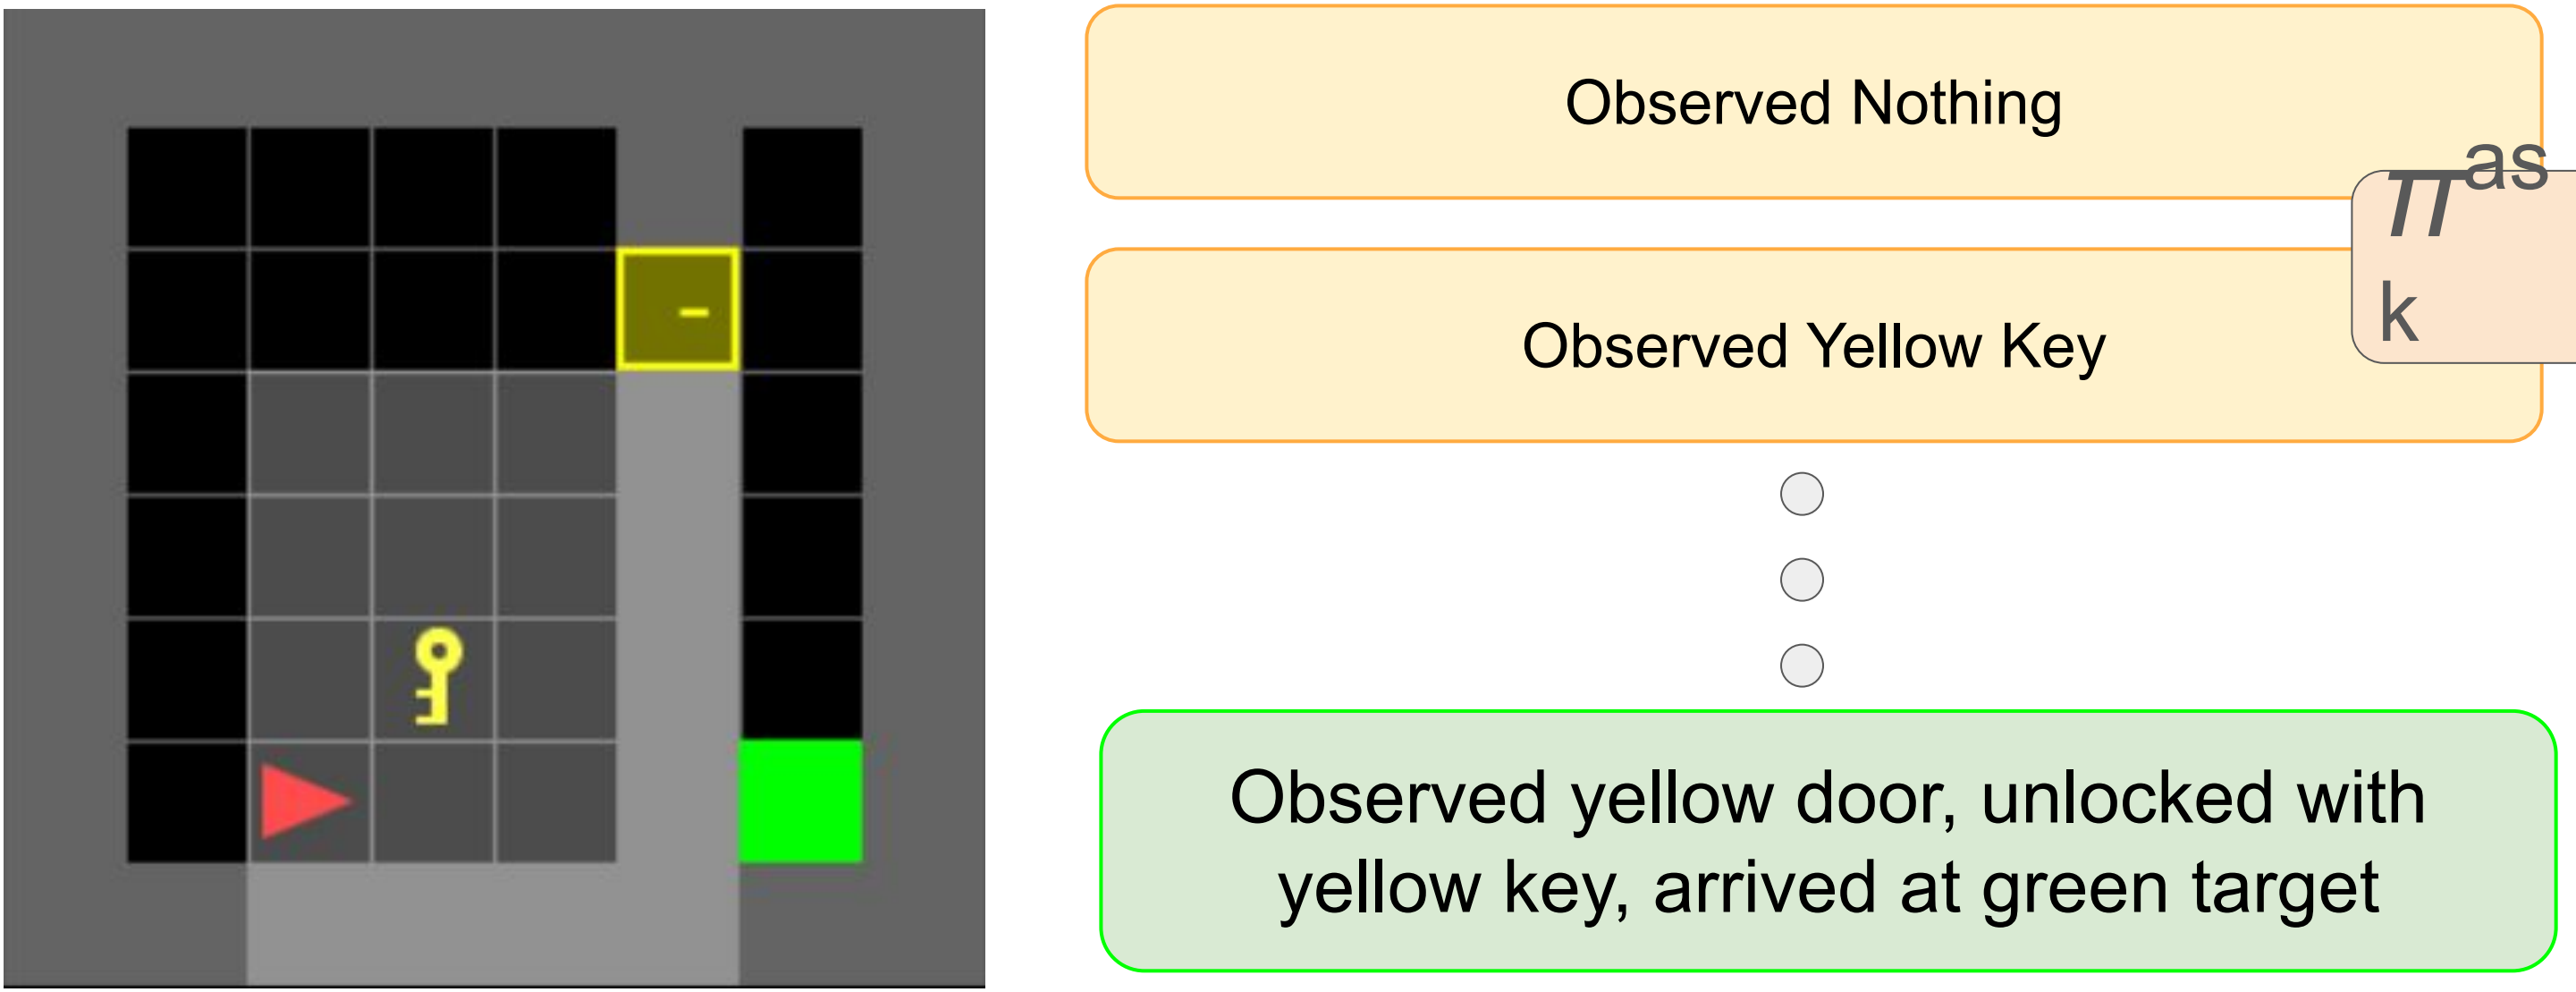 Observed Nothing
π^as
k
Observed Yellow Key
Observed yellow door, unlocked with
yellow key, arrived at green target